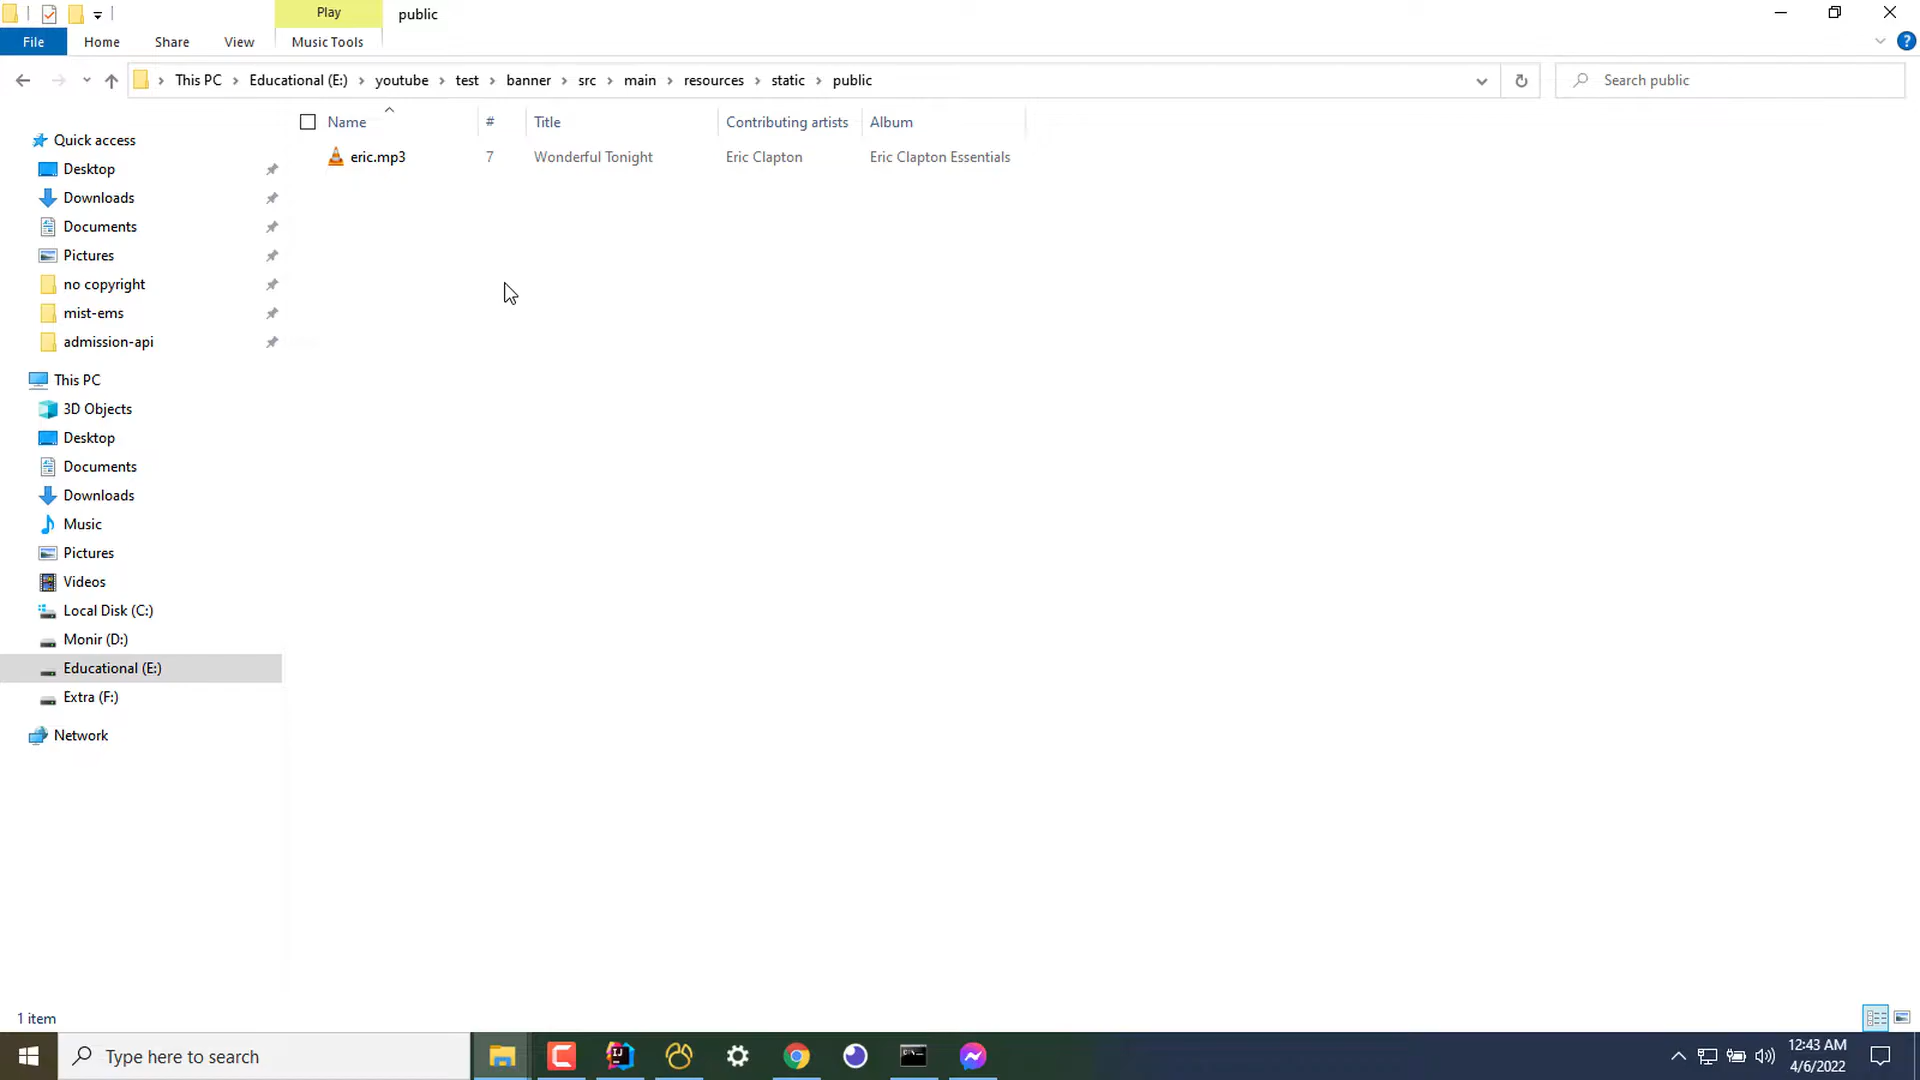 Play
public
File Home Share View Music Tools
This PC Educational (E:) youtube test banner src main resources static public
Search public
Name # Title Contributing artists Album
eric.mp3 7 Wonderful Tonight Eric Clapton Eric Clapton Essentials
Quick access
Desktop
Downloads
Documents
Pictures
no copyright
mist-ems
admission-api
This PC
3D Objects
Desktop
Documents
Downloads
Music
Pictures
Videos
Local Disk (C:)
Monir (D:)
Educational (E:)
Extra (F:)
Network
1 item
Type here to search
12:43 AM
4/6/2022